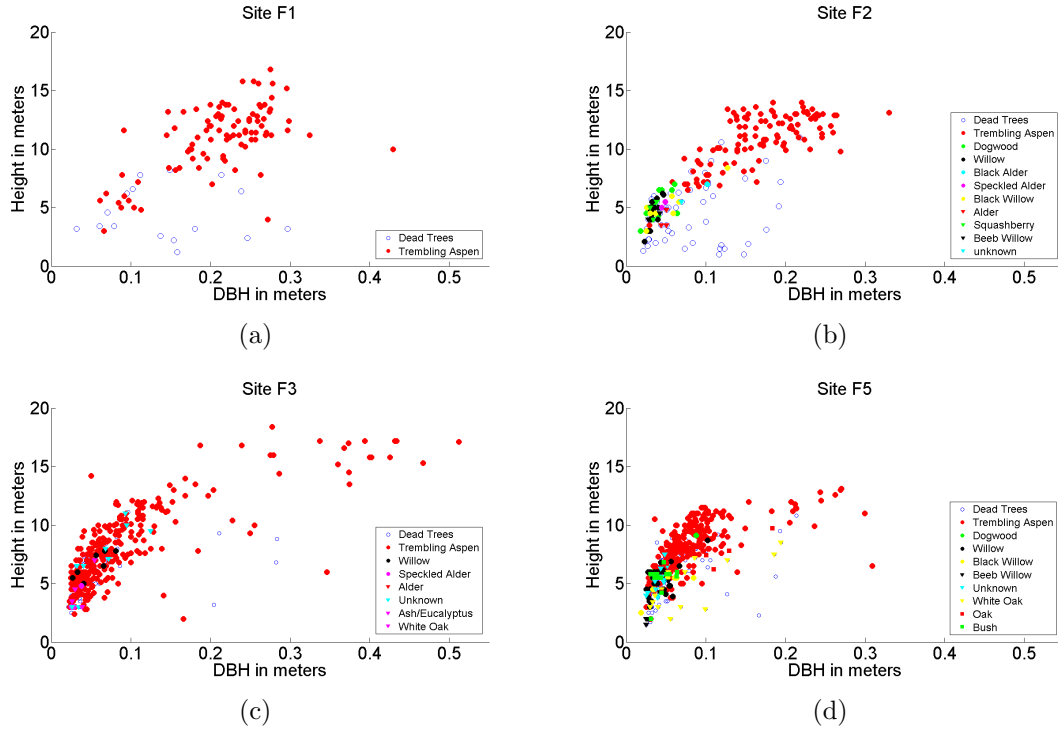 Site F1
20
15
10
5
0
Height in meters
0 0.1 0.2 0.3 0.4 0.5
DBH in meters
Dead Trees
Trembling Aspen
(a)
Site F2
20
15
10
5
0
Height in meters
0 0.1 0.2 0.3 0.4 0.5
DBH in meters
Dead Trees
Trembling Aspen
Dogwood
Willow
Black Alder
Speckled Alder
Black Willow
Alder
Squashberry
Beeb Willow
unknown
(b)
Site F3
20
15
10
5
0
Height in meters
0 0.1 0.2 0.3 0.4 0.5
DBH in meters
Dead Trees
Trembling Aspen
Willow
Speckled Alder
Alder
Unknown
Ash/Eucalyptus
White Oak
(c)
Site F5
20
15
10
5
0
Height in meters
0 0.1 0.2 0.3 0.4 0.5
DBH in meters
Dead Trees
Trembling Aspen
Dogwood
Willow
Black Willow
Beeb Willow
Unknown
White Oak
Oak
Bush
(d)